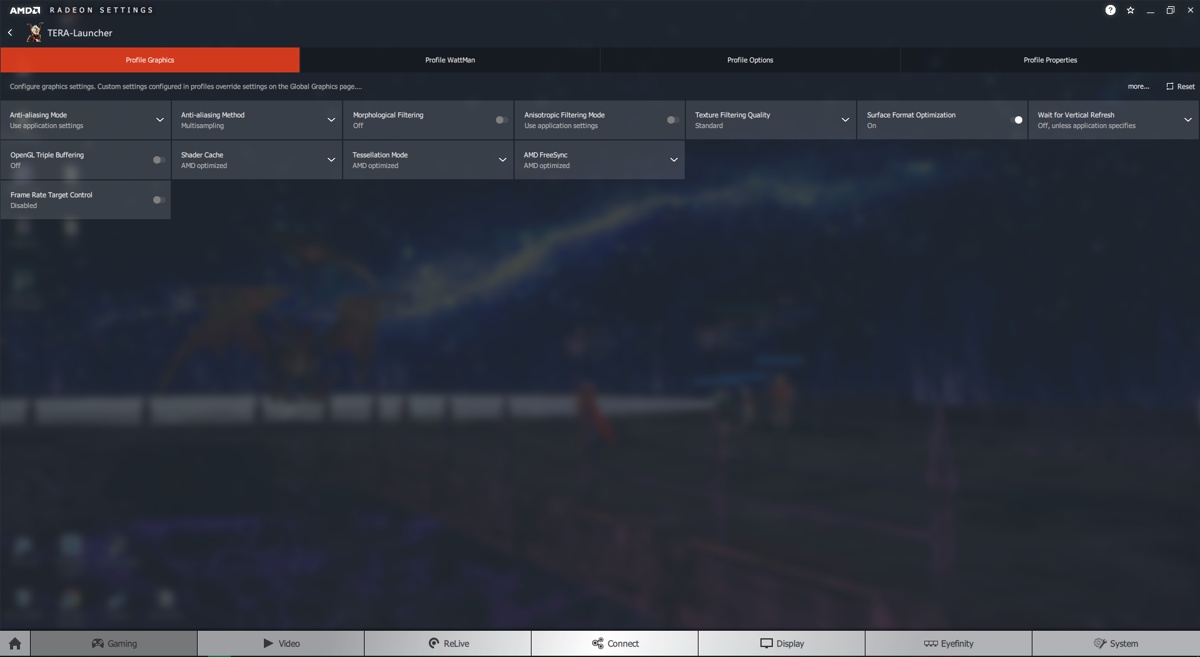 AMD RADEON SETTINGS
TERA-Launcher
Profile Graphics
Profile WattMan
Profile Options
Profile Properties
Configure graphics settings. Custom settings configured in profiles override settings on the Global Graphics page....
more...
Reset
Anti-aliasing Mode
Use application settings
Anti-aliasing Method
Multisampling
Morphological Filtering
Off
Anisotropic Filtering Mode
Use application settings
Texture Filtering Quality
Standard
Surface Format Optimization
On
Wait for Vertical Refresh
Off, unless application specifies
OpenGL Triple Buffering
Off
Shader Cache
AMD optimized
Tessellation Mode
AMD optimized
AMD FreeSync
AMD optimized
Frame Rate Target Control
Disabled
Gaming
Video
ReLive
Connect
Display
Eyefinity
System